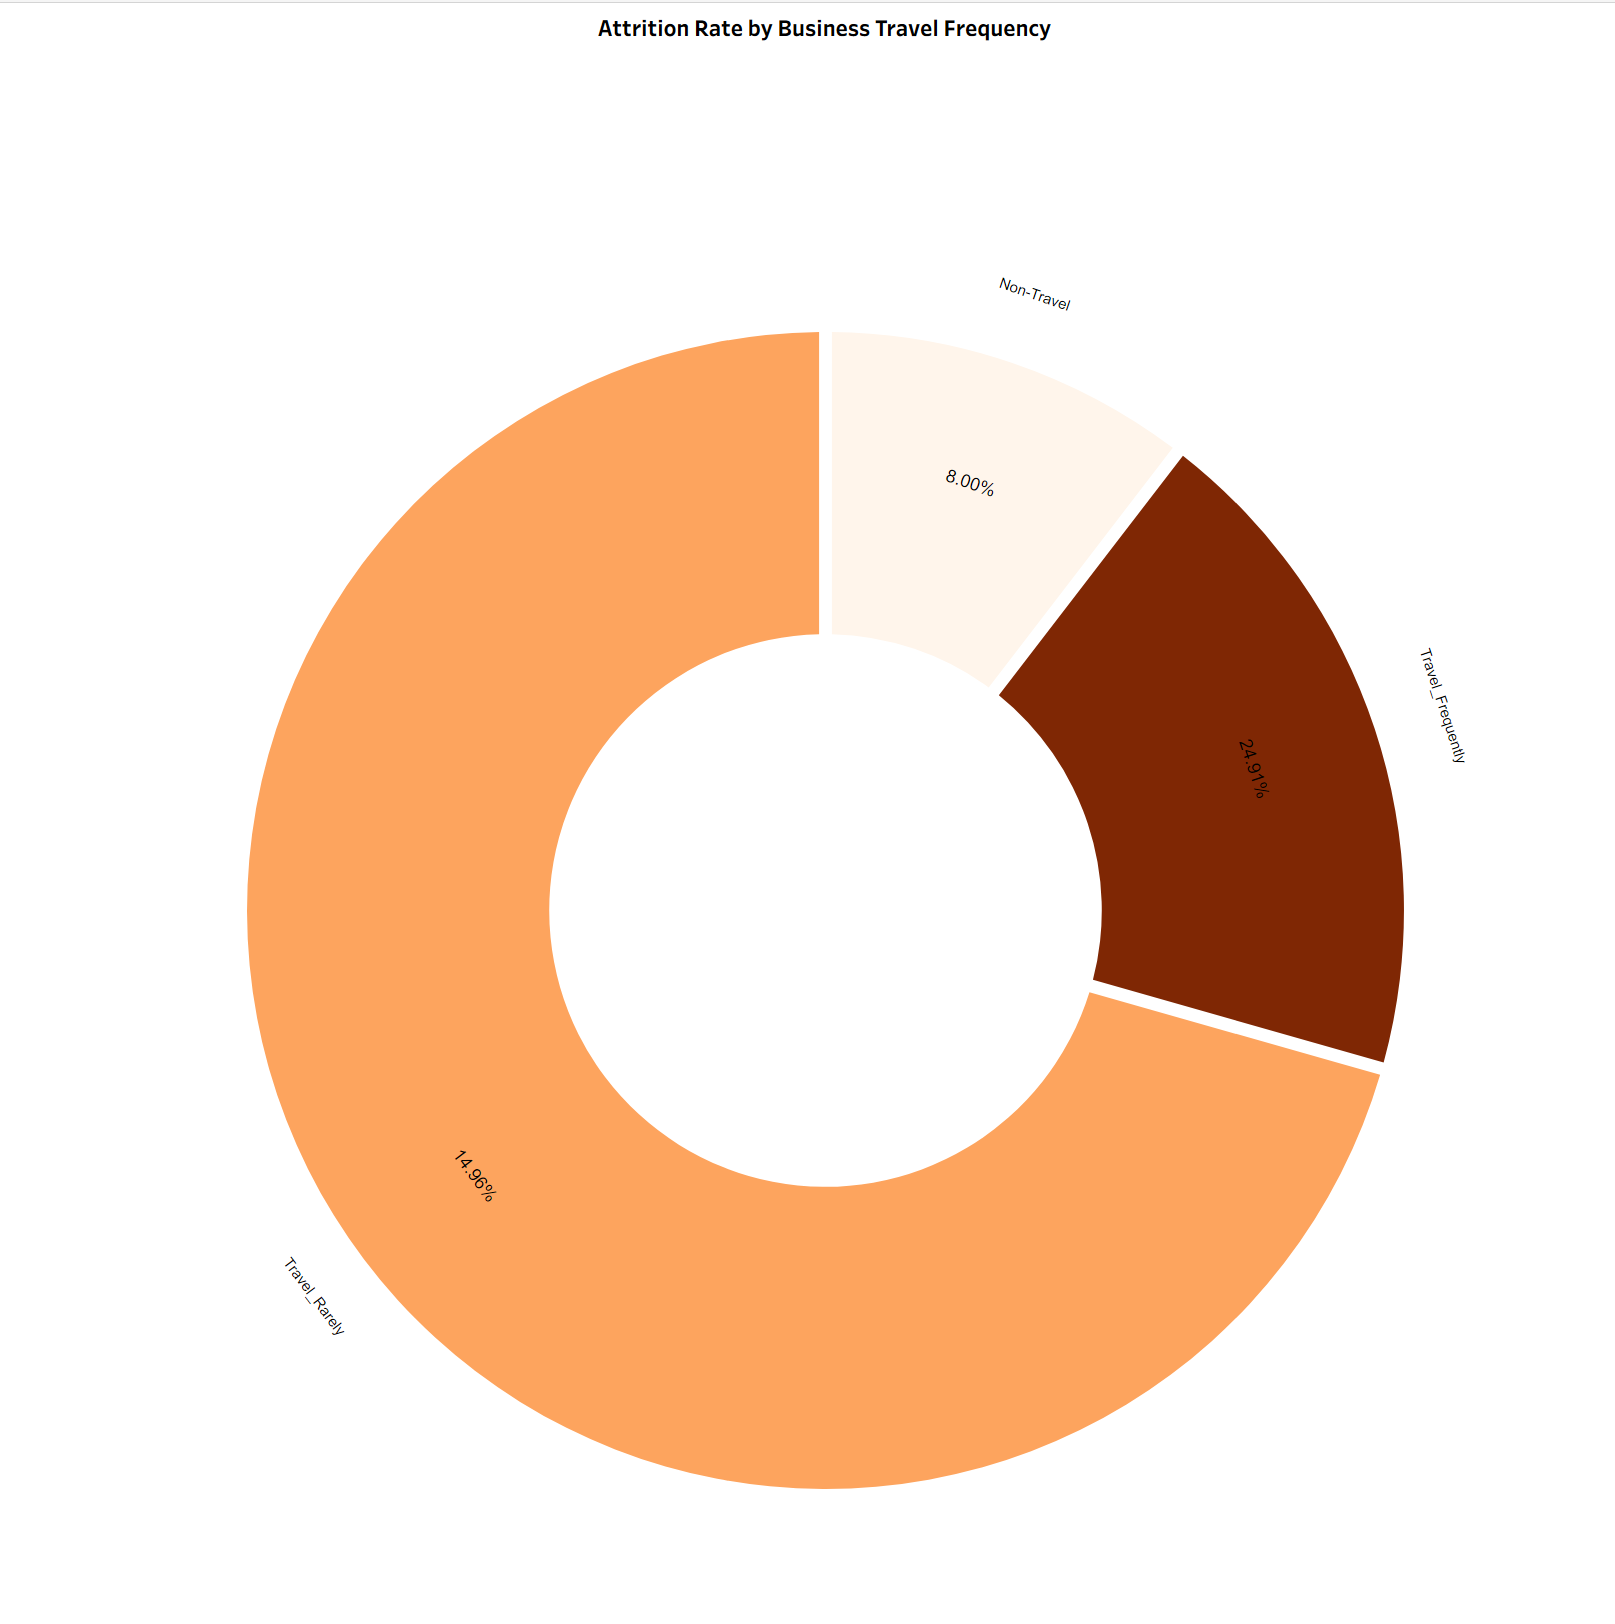 Attrition Rate by Business Travel Frequency
Non-Travel
8.00%
Travel_Frequently
24.91%
14.96%
Travel_Rarely